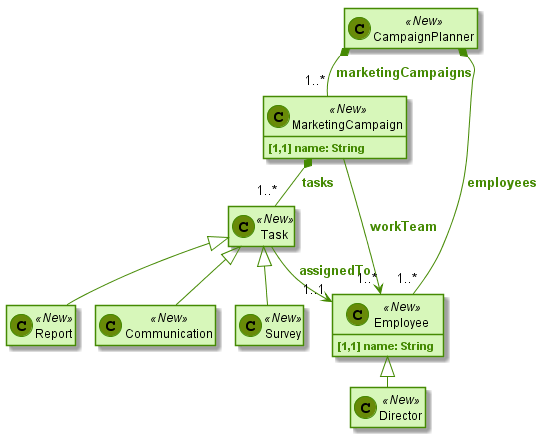 C
«New»
CampaignPlanner
marketingCampaigns
1..*
C
«New»
MarketingCampaign
[1,1] name: String
tasks
employees
1..*
C
«New»
Task
workTeam
assignedTo
1..1
1..*
1..*
C
«New»
Report
C
«New»
Communication
C
«New»
Survey
C
«New»
Employee
[1,1] name: String
C
«New»
Director